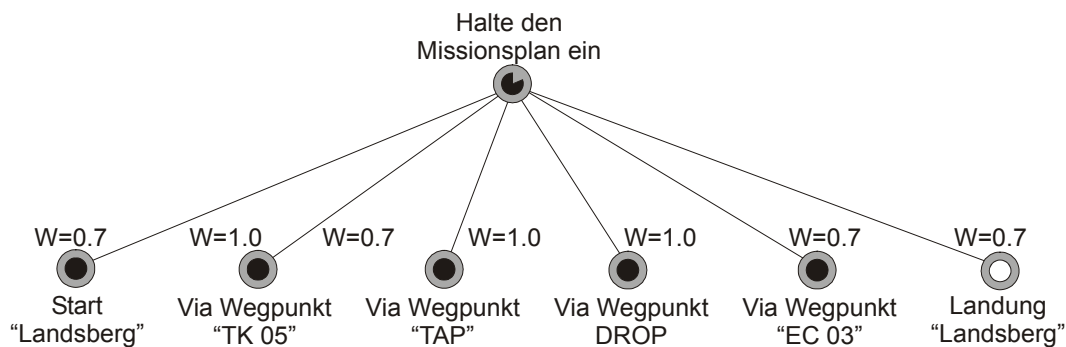 Halte den
Missionsplan ein
W=0.7 W=1.0 W=0.7 W=1.0 W=1.0 W=0.7 W=0.7
Start Via Wegpunkt Via Wegpunkt Via Wegpunkt Via Wegpunkt Landung
“Landsberg” “TK 05” “TAP” DROP “EC 03” “Landsberg”